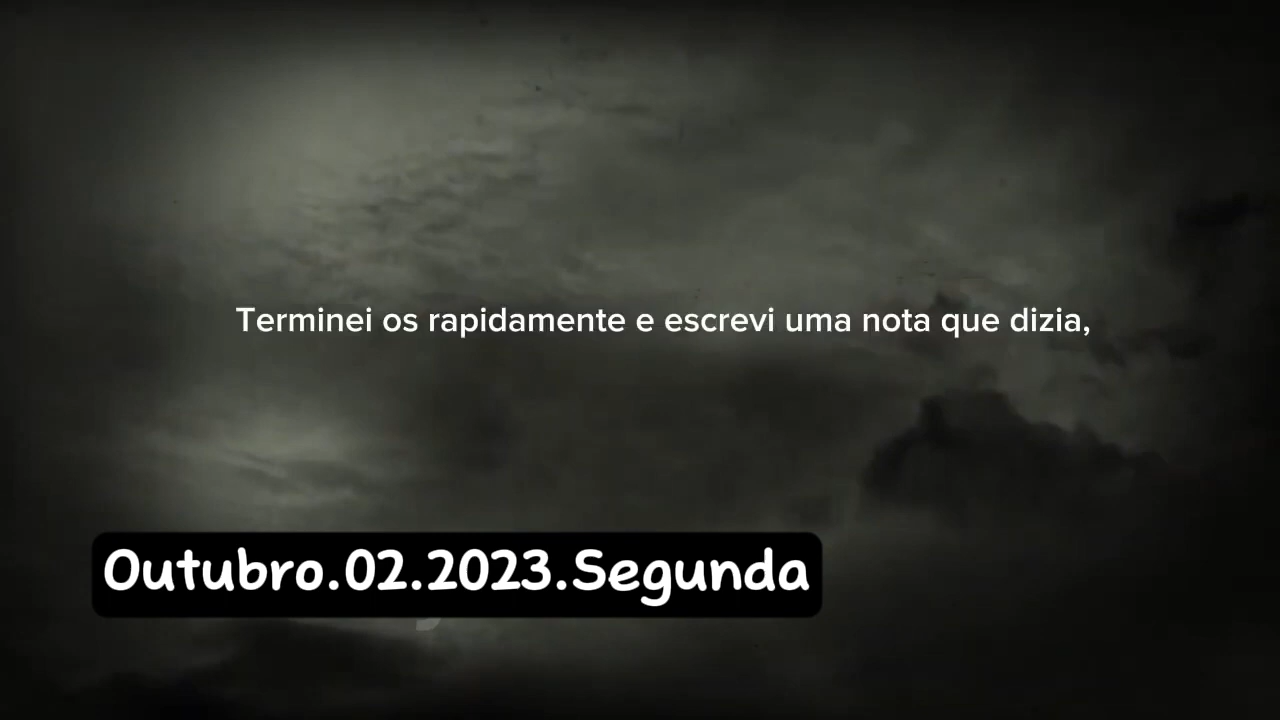 Terminei os rapidamente e escrevi uma nota que dizia,
Outubro.02.2023.Segunda